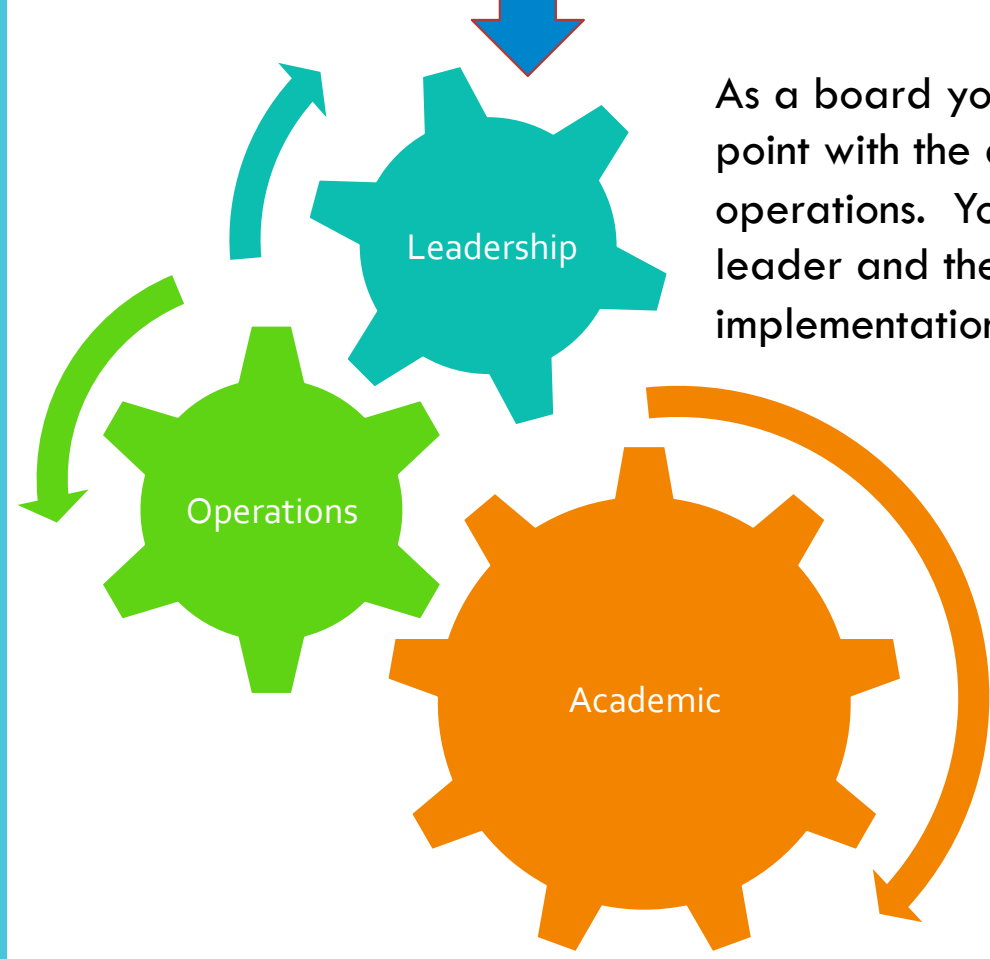 As a board yo
point with the
operations. Yo
leader and the
implementation
Leadership
Operations
Academic